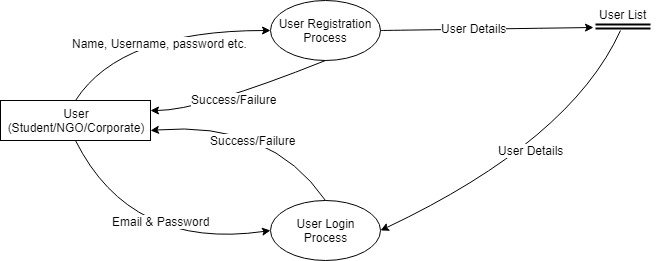 User Registration
Process
User List
User Details
Name, Username, password etc.
Success/Failure
User
(Student/NGO/Corporate)
Success/Failure
User Details
Email & Password
User Login
Process